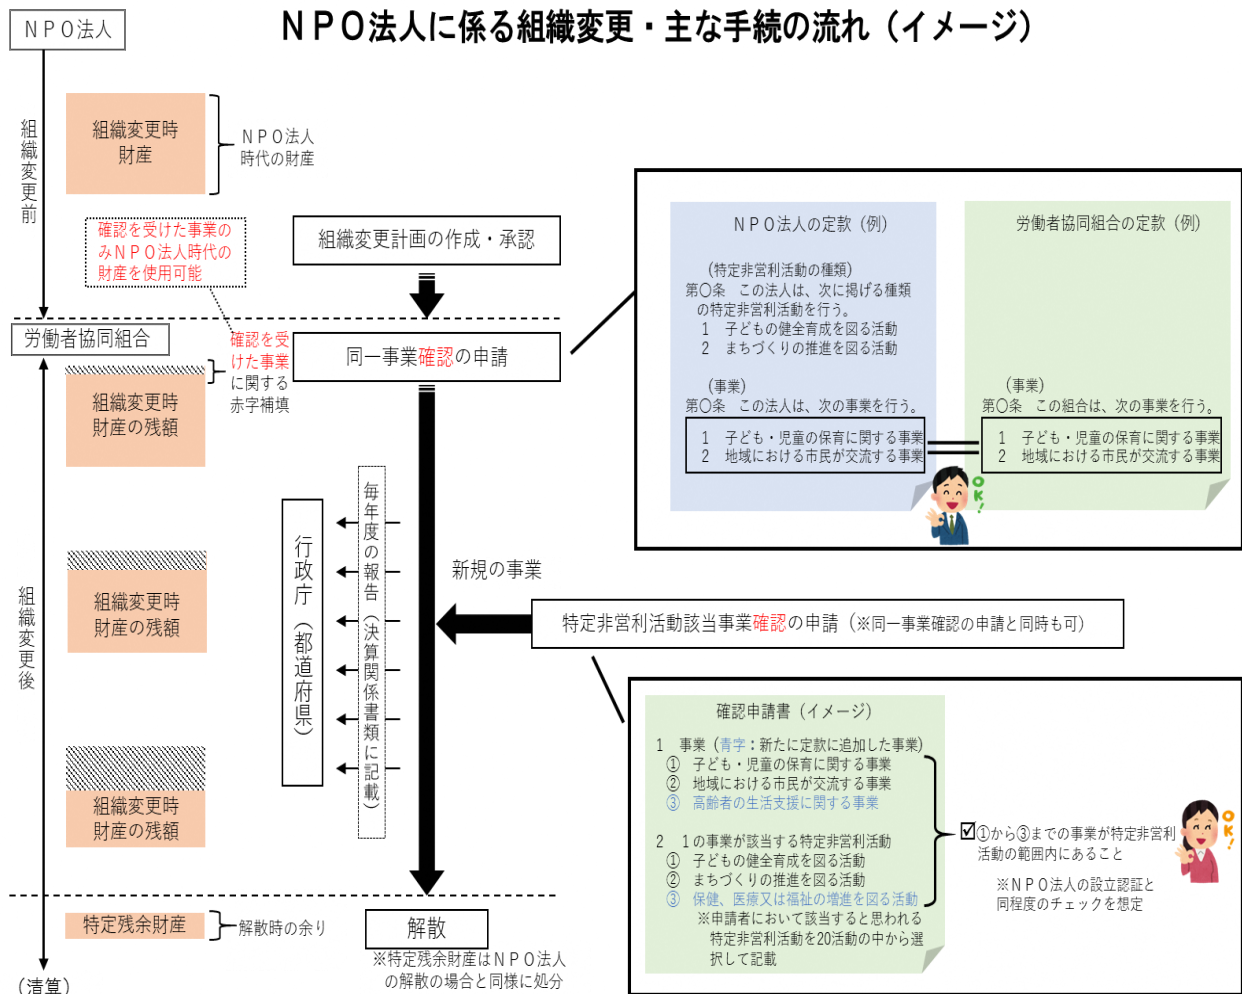 NPO法人に係る組織変更・主な手続の流れ（イメージ）
NPO法人
組織変更前
組織変更時
財産
NPO法人
時代の財産
確認を受けた事業の
みNPO法人時代の
財産を使用可能
組織変更計画の作成・承認
労働者協同組合
確認を受
けた事業
に関する
赤字補填
同一事業確認の申請
組織変更時
財産の残額
組織変更後
組織変更時
財産の残額
組織変更時
財産の残額
行政庁（都道府県）
毎年度の報告（決算関係書類に記載）
新規の事業
特定非営利活動該当事業確認の申請（※同一事業確認の申請と同時も可）
NPO法人の定款（例）
（特定非営利活動の種類）
第〇条　この法人は、次に掲げる種類
の特定非営利活動を行う。
1　子どもの健全育成を図る活動
2　まちづくりの推進を図る活動
（事業）
第〇条　この法人は、次の事業を行う。
1　子ども・児童の保育に関する事業
2　地域における市民が交流する事業
労働者協同組合の定款（例）
（事業）
第〇条　この組合は、次の事業を行う。
1　子ども・児童の保育に関する事業
2　地域における市民が交流する事業
OK!
確認申請書（イメージ）
1　事業（青字：新たに定款に追加した事業）
①　子ども・児童の保育に関する事業
②　地域における市民が交流する事業
③　高齢者の生活支援に関する事業
2　1の事業が該当する特定非営利活動
①　子どもの健全育成を図る活動
②　まちづくりの推進を図る活動
③　保健、医療又は福祉の増進を図る活動
※申請者において該当すると思われる
特定非営利活動を20活動の中から選
択して記載
☑①から③までの事業が特定非営利
活動の範囲内にあること
※NPO法人の設立認証と
同程度のチェックを想定
OK!
特定残余財産
解散時の余り
解散
※特定残余財産はNPO法人
の解散の場合と同様に処分
（清算）